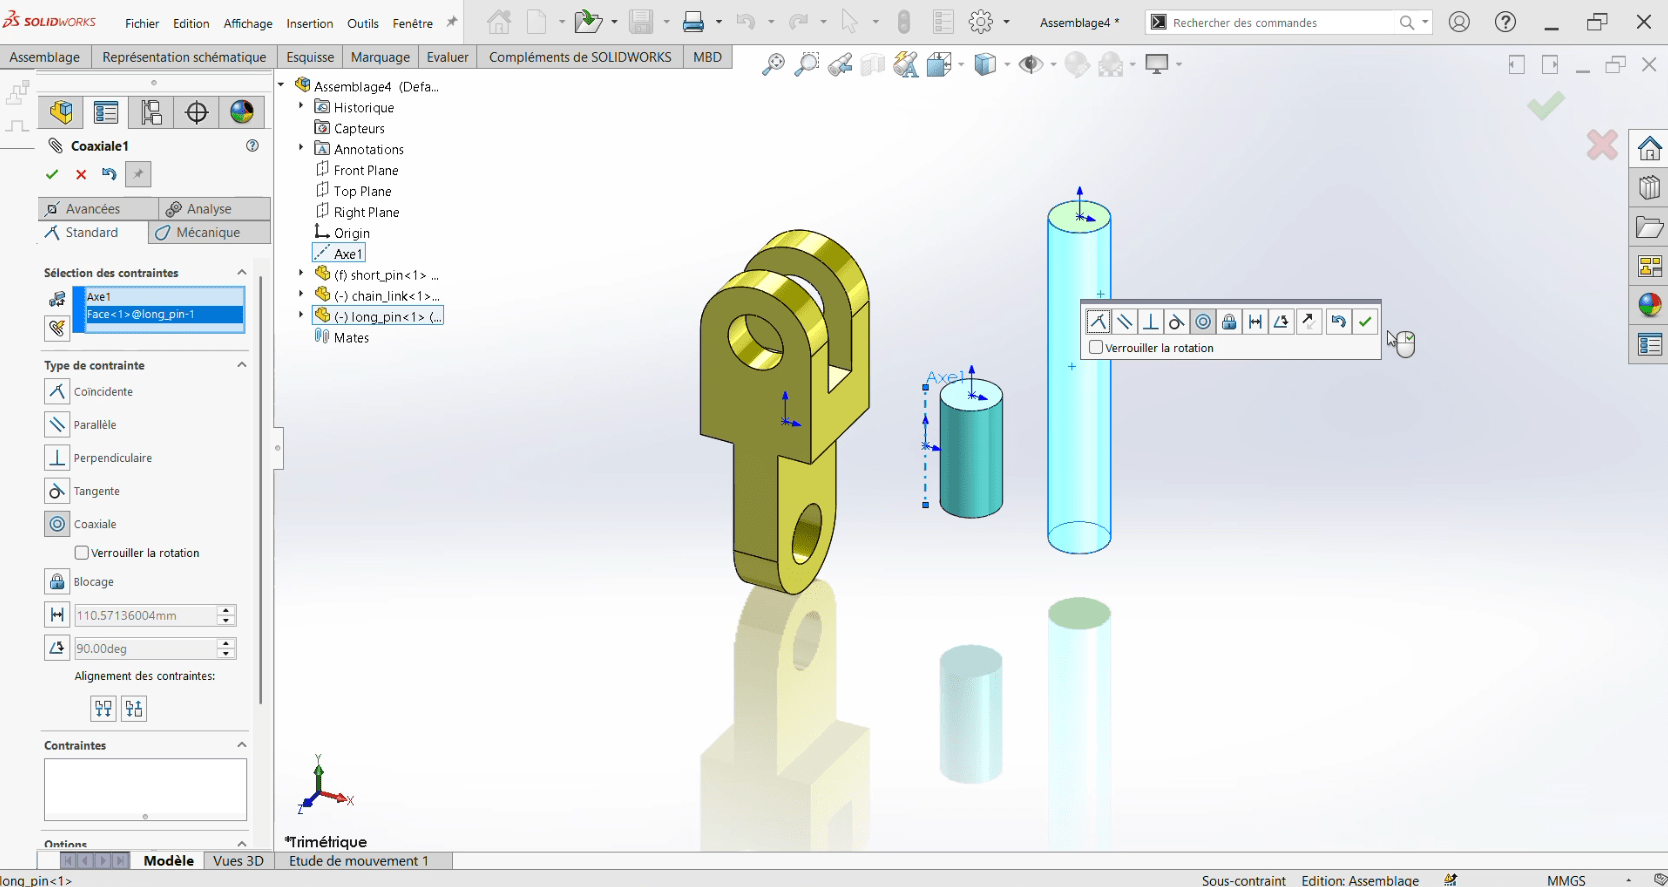 SOLIDWORKS
Fichier Edition Affichage Insertion Outils Fenêtre
Assemblage4 *
Rechercher des commandes
Assemblage Représentation schématique Esquisse Marquage Evaluer Compléments de SOLIDWORKS MBD
Coaxiale1
Avancées Analyse
Standard Mécanique
Sélection des contraintes
Axe1
Face<1>@long_pin-1
Type de contrainte
Coïncidente
Parallèle
Perpendiculaire
Tangente
Coaxiale
Verrouiller la rotation
Blocage
110.57136004mm
90.00deg
Alignement des contraintes:
Contraintes
Options
Assemblage4 (Defa...
Historique
Capteurs
Annotations
Front Plane
Top Plane
Right Plane
Origin
Axe1
(f) short_pin<1> ...
(-) chain_link<1>...
(-) long_pin<1> (...
Mates
Axe1
Verrouiller la rotation
Y
X
Z
*Trimétrique
Modèle Vues 3D Etude de mouvement 1
long_pin<1>
Sous-contraint Edition: Assemblage MMGS